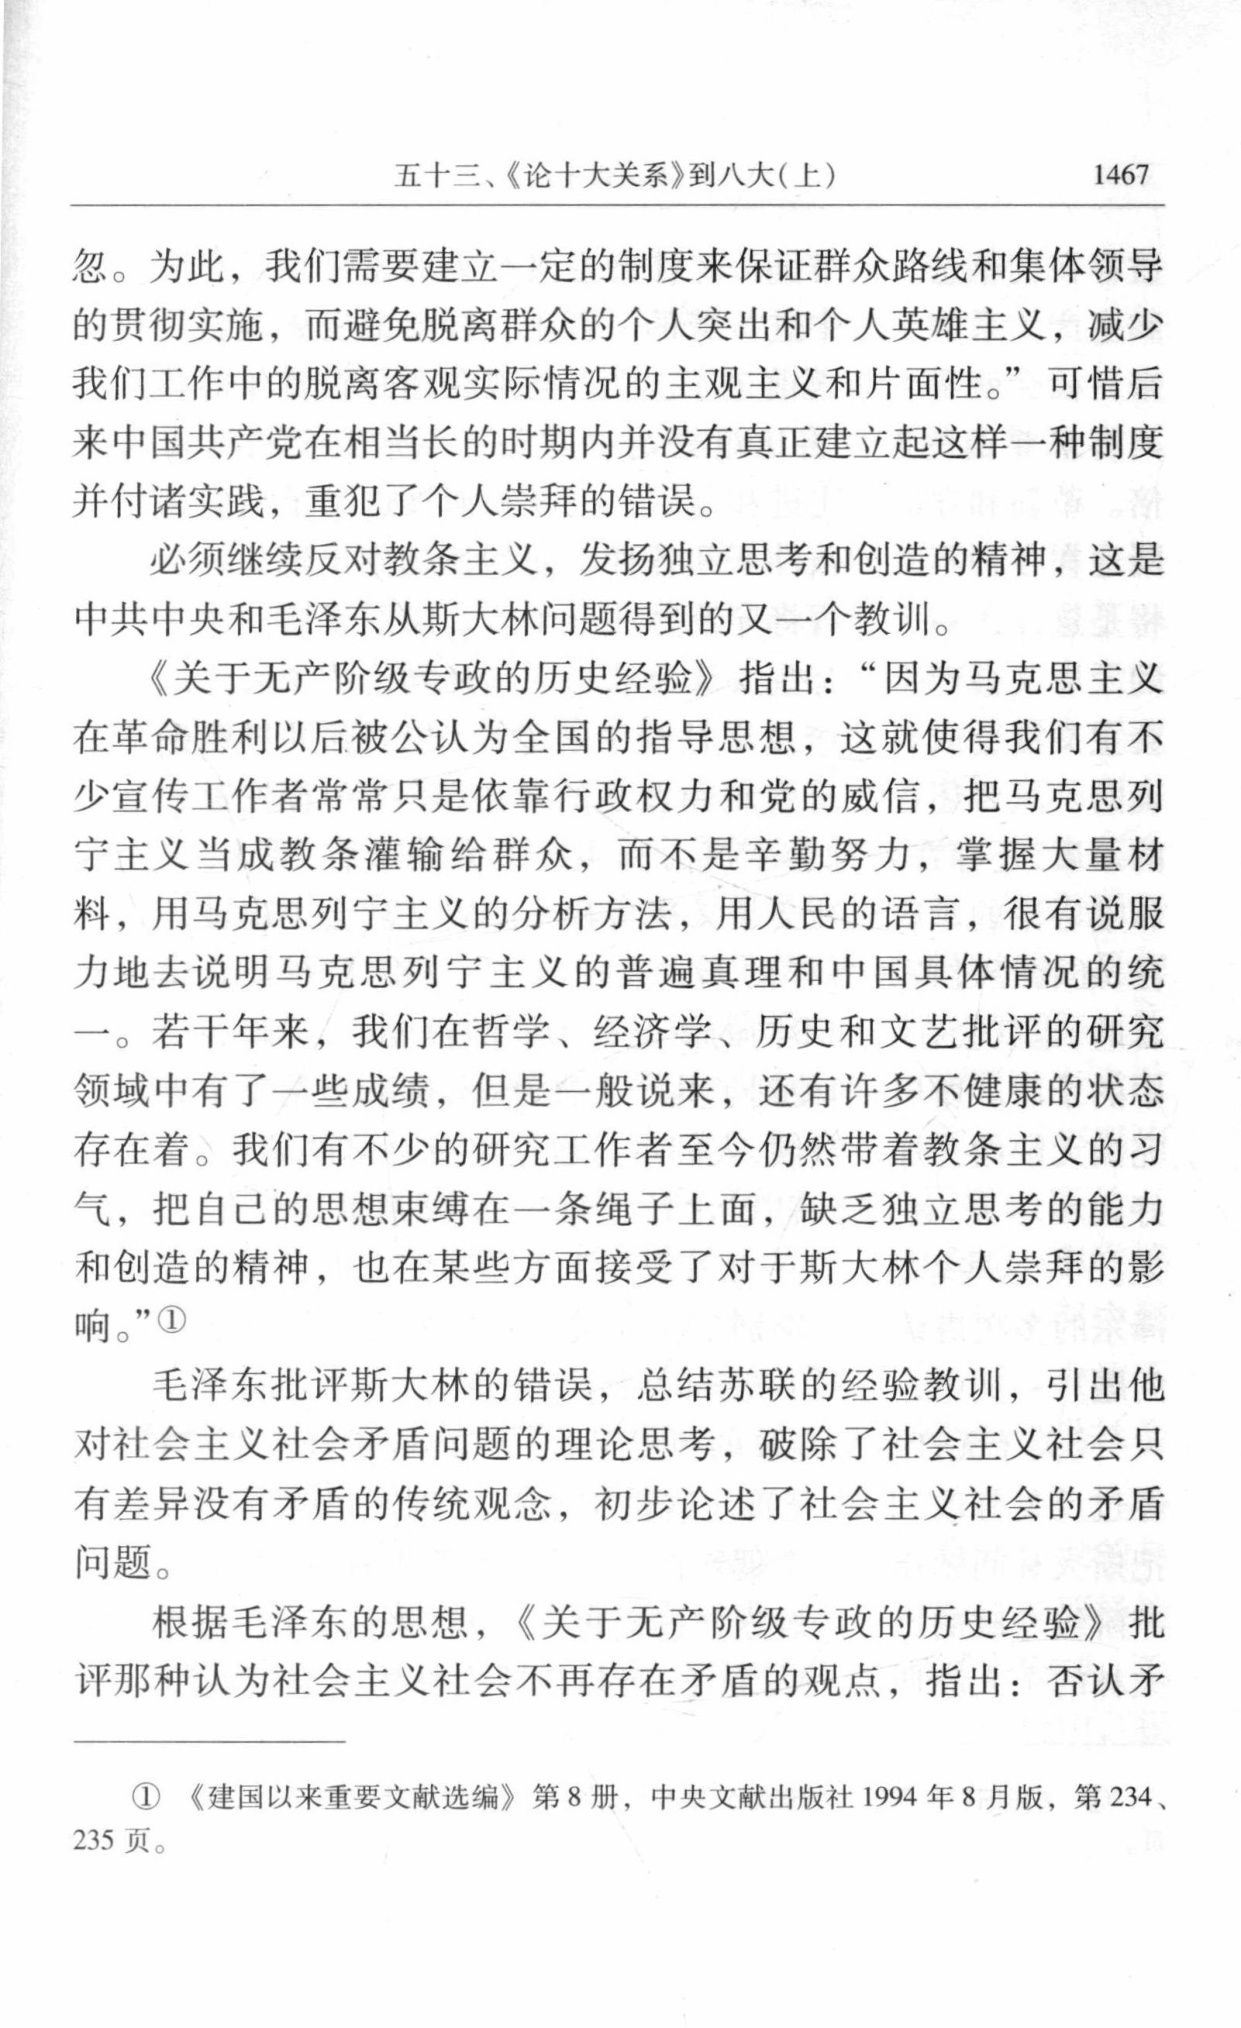 五十三、《论十大关系》到八大(上) 1467
忽。为此，我们需要建立一定的制度来保证群众路线和集体领导
的贯彻实施，而避免脱离群众的个人突出和个人英雄主义，减少
我们工作中的脱离客观实际情况的主观主义和片面性。”可惜后
来中国共产党在相当长的时期内并没有真正建立起这样一种制度
并付诸实践，重犯了个人崇拜的错误。
必须继续反对教条主义，发扬独立思考和创造的精神，这是
中共中央和毛泽东从斯大林问题得到的又一个教训。
《关于无产阶级专政的历史经验》指出：“因为马克思主义
在革命胜利以后被公认为全国的指导思想，这就使得我们有不
少宣传工作者常常只是依靠行政权力和党的威信，把马克思列
宁主义当成教条灌输给群众，而不是辛勤努力，掌握大量材
料，用马克思列宁主义的分析方法，用人民的语言，很有说服
力地去说明马克思列宁主义的普遍真理和中国具体情况的统
一。若干年来，我们在哲学、经济学、历史和文艺批评的研究
领域中有了一些成绩，但是一般说来，还有许多不健康的状态
存在着。我们有不少的研究工作者至今仍然带着教条主义的习
气，把自己的思想束缚在一条绳子上面，缺乏独立思考的能力
和创造的精神，也在某些方面接受了对于斯大林个人崇拜的影
响。”①
毛泽东批评斯大林的错误，总结苏联的经验教训，引出他
对社会主义社会矛盾问题的理论思考，破除了社会主义社会只
有差异没有矛盾的传统观念，初步论述了社会主义社会的矛盾
问题。
根据毛泽东的思想，《关于无产阶级专政的历史经验》批
评那种认为社会主义社会不再存在矛盾的观点，指出：否认矛
① 《建国以来重要文献选编》第8册，中央文献出版社1994年8月版，第234、
235页。